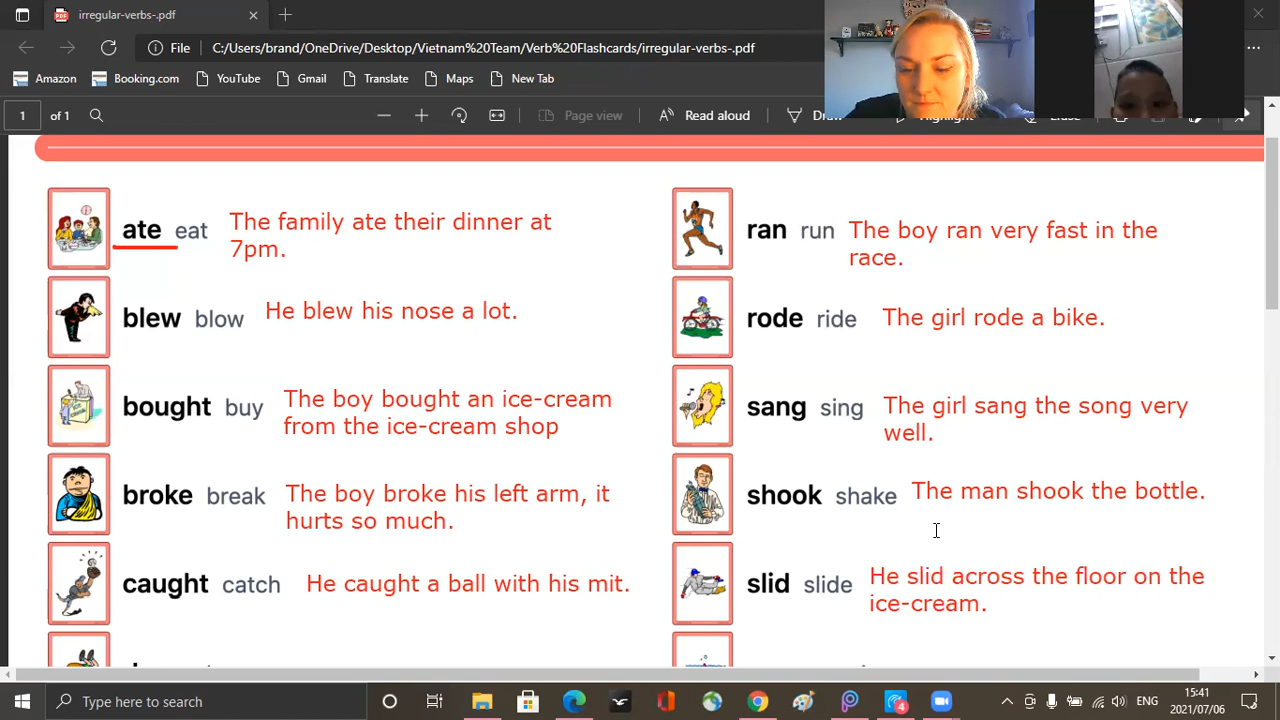 irregular-verbs-.pdf
File C:/Users/brand/OneDrive/Desktop/Vietnam%20Team/Verb%20Flashcards/irregular-verbs-.pdf
Amazon Booking.com YouTube Gmail Translate Maps New Tab
1 of 1 Page view Read aloud
ate eat The family ate their dinner at
7pm.
blew blow He blew his nose a lot.
bought buy The boy bought an ice-cream
from the ice-cream shop
broke break The boy broke his left arm, it
hurts so much.
caught catch He caught a ball with his mit.
ran run The boy ran very fast in the
race.
rode ride The girl rode a bike.
sang sing The girl sang the song very
well.
shook shake The man shook the bottle.
slid slide He slid across the floor on the
ice-cream.
Type here to search
4
ENG
15:41
2021/07/06